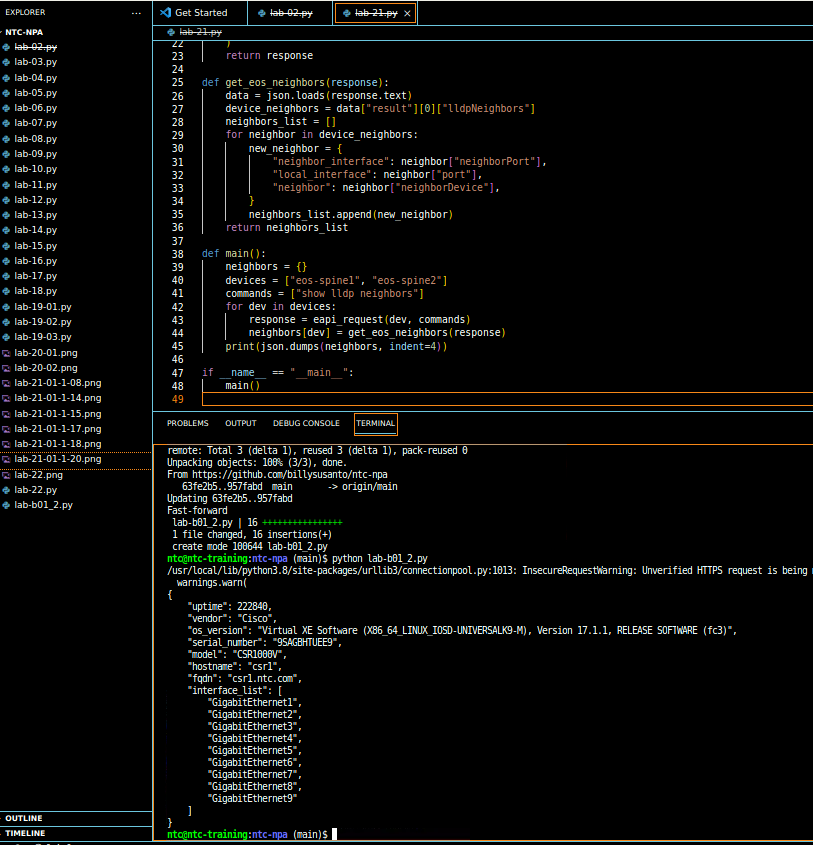 EXPLORER ...
NTC-NPA
lab-02.py
lab-03.py
lab-04.py
lab-05.py
lab-06.py
lab-07.py
lab-08.py
lab-09.py
lab-10.py
lab-11.py
lab-12.py
lab-13.py
lab-14.py
lab-15.py
lab-16.py
lab-17.py
lab-18.py
lab-19-01.py
lab-19-02.py
lab-19-03.py
lab-20-01.png
lab-20-02.png
lab-21-01-1-08.png
lab-21-01-1-14.png
lab-21-01-1-15.png
lab-21-01-1-17.png
lab-21-01-1-18.png
lab-21-01-1-20.png
lab-22.png
lab-22.py
lab-b01_2.py
OUTLINE
TIMELINE
Get Started lab-02.py lab-21.py ×
lab-21.py
22     )
23     return response
24
25 def get_eos_neighbors(response):
26     data = json.loads(response.text)
27     device_neighbors = data["result"][0]["lldpNeighbors"]
28     neighbors_list = []
29     for neighbor in device_neighbors:
30         new_neighbor = {
31             "neighbor_interface": neighbor["neighborPort"],
32             "local_interface": neighbor["port"],
33             "neighbor": neighbor["neighborDevice"],
34         }
35         neighbors_list.append(new_neighbor)
36     return neighbors_list
37
38 def main():
39     neighbors = {}
40     devices = ["eos-spine1", "eos-spine2"]
41     commands = ["show lldp neighbors"]
42     for dev in devices:
43         response = eapi_request(dev, commands)
44         neighbors[dev] = get_eos_neighbors(response)
45     print(json.dumps(neighbors, indent=4))
46
47 if __name__ == "__main__":
48     main()
49
PROBLEMS OUTPUT DEBUG CONSOLE TERMINAL
remote: Total 3 (delta 1), reused 3 (delta 1), pack-reused 0
Unpacking objects: 100% (3/3), done.
From https://github.com/billysusanto/ntc-npa
   63fe2b5..957fabd  main       -> origin/main
Updating 63fe2b5..957fabd
Fast-forward
 lab-b01_2.py | 16 ++++++++++++++++
 1 file changed, 16 insertions(+)
 create mode 100644 lab-b01_2.py
ntc@ntc-training:ntc-npa (main)$ python lab-b01_2.py
/usr/local/lib/python3.8/site-packages/urllib3/connectionpool.py:1013: InsecureRequestWarning: Unverified HTTPS request is being
  warnings.warn(
{
    "uptime": 222840,
    "vendor": "Cisco",
    "os_version": "Virtual XE Software (X86_64_LINUX_IOSD-UNIVERSALK9-M), Version 17.1.1, RELEASE SOFTWARE (fc3)",
    "serial_number": "9SAGBHTUEE9",
    "model": "CSR1000V",
    "hostname": "csr1",
    "fqdn": "csr1.ntc.com",
    "interface_list": [
        "GigabitEthernet1",
        "GigabitEthernet2",
        "GigabitEthernet3",
        "GigabitEthernet4",
        "GigabitEthernet5",
        "GigabitEthernet6",
        "GigabitEthernet7",
        "GigabitEthernet8",
        "GigabitEthernet9"
    ]
}
ntc@ntc-training:ntc-npa (main)$